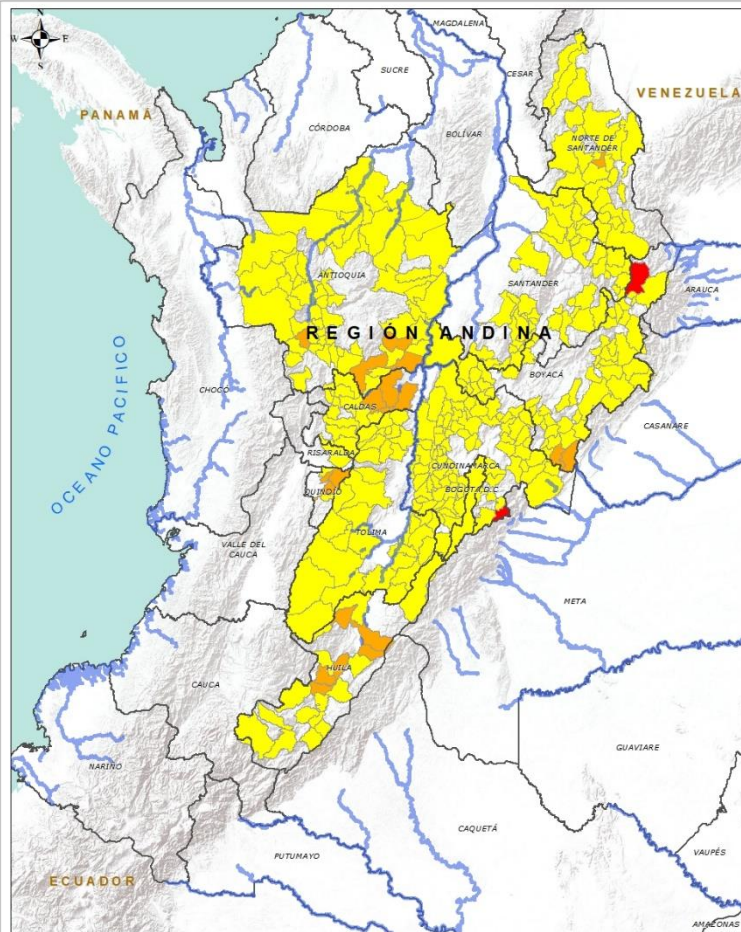 N
W
E
S
MAGDALENA
SUCRE
CESAR
VENEZUELA
PANAMÁ
CÓRDOBA
BOLÍVAR
NORTE DE
SANTANDER
ANTIOQUIA
SANTANDER
ARAUCA
REGIÓN ANDINA
BOYACÁ
CHOCÓ
CALDAS
CASANARE
RISARALDA
CUNDINAMARCA
OCEANO PACIFICO
QUINDIO
BOGOTÁ D.C.
TOLIMA
VALLE DEL
CAUCA
META
HUILA
CAUCA
GUAVIARE
NARIÑO
CAQUETÁ
PUTUMAYO
VAUPÉS
ECUADOR
AMAZONAS